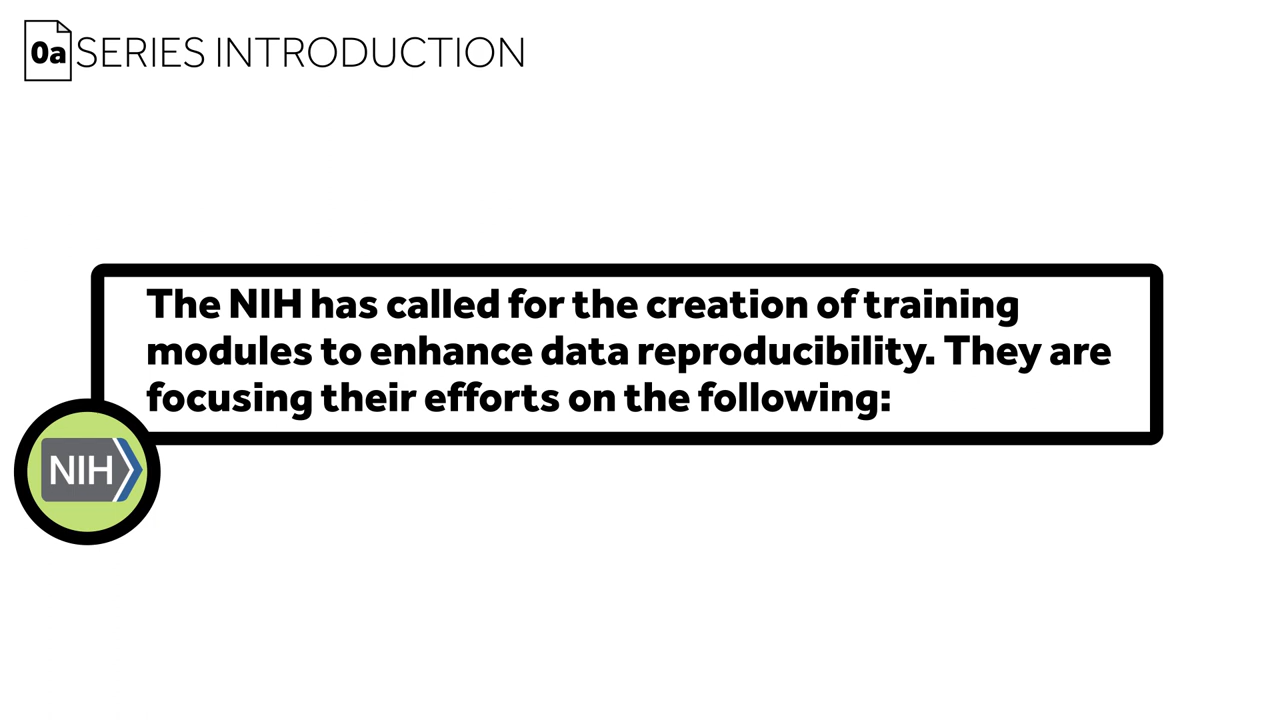 0a SERIES INTRODUCTION
The NIH has called for the creation of training
modules to enhance data reproducibility. They are
focusing their efforts on the following:
NIH